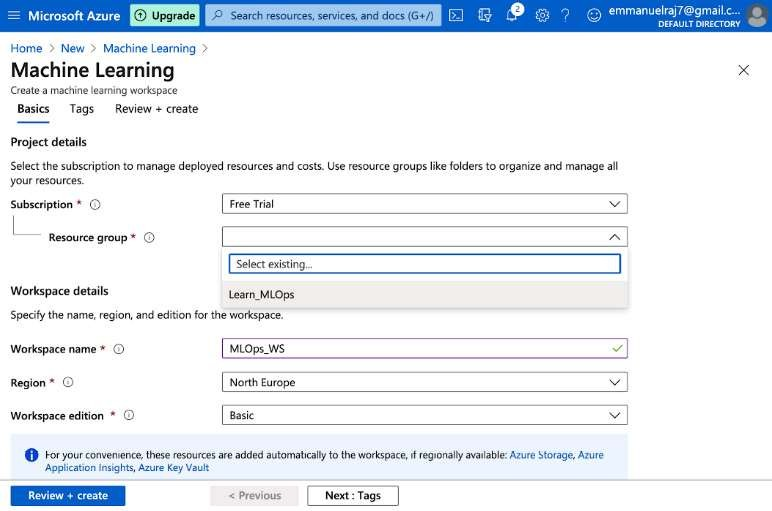 Microsoft Azure
Upgrade
Search resources, services, and docs (G+/)
2
emmanuelraj7@gmail.c...
DEFAULT DIRECTORY
Home > New > Machine Learning >
Machine Learning
Create a machine learning workspace
Basics Tags Review + create
Project details
Select the subscription to manage deployed resources and costs. Use resource groups like folders to organize and manage all
your resources.
Subscription * Free Trial
Resource group *
Select existing...
Learn_MLOps
Workspace details
Specify the name, region, and edition for the workspace.
Workspace name * MLOps_WS
Region * North Europe
Workspace edition * Basic
For your convenience, these resources are added automatically to the workspace, if regionally available: Azure Storage, Azure
Application Insights, Azure Key Vault
Review + create < Previous Next : Tags